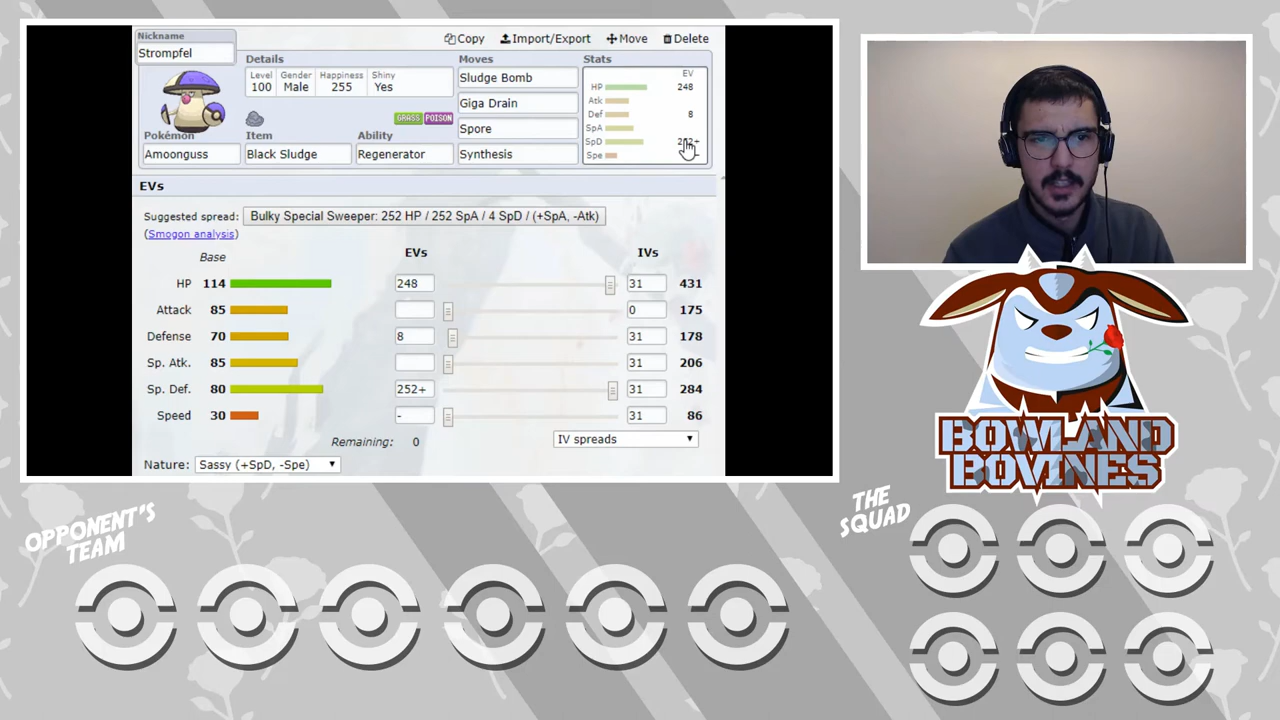 Nickname
Strompfel
Copy Import/Export Move Delete
Details
Level Gender Happiness Shiny
100 Male 255 Yes
GRASS POISON
Pokémon Item Ability
Amoonguss Black Sludge Regenerator
Moves
Sludge Bomb
Giga Drain
Spore
Synthesis
Stats
EV
HP 248
Atk
Def 8
SpA
SpD
Spe -
EVs
Suggested spread: Bulky Special Sweeper: 252 HP / 252 SpA / 4 SpD / (+SpA, -Atk)
(Smogon analysis)
Base EVs IVs
HP 114 248 31 431
Attack 85 0 175
Defense 70 8 31 178
Sp. Atk. 85 31 206
Sp. Def. 80 252+ 31 284
Speed 30 - 31 86
Remaining: 0 IV spreads
Nature: Sassy (+SpD, -Spe)
BOWLAND
BOVINES
OPPONENT'S
TEAM
THE
SQUAD